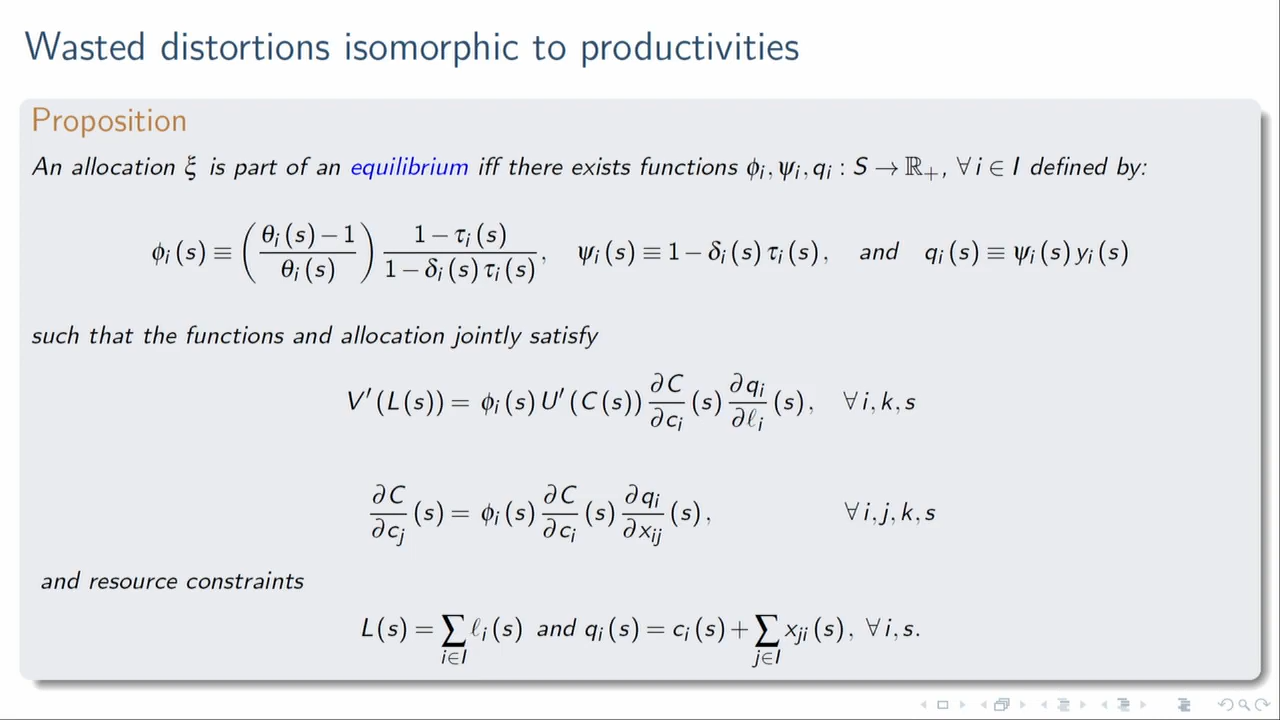 Wasted distortions isomorphic to productivities
Proposition
An allocation ξ is part of an equilibrium iff there exists functions ϕᵢ, ψᵢ, qᵢ : S → ℝ₊, ∀ i ∈ I defined by:
ϕᵢ(s) ≡ ( (θᵢ(s) − 1) / θᵢ(s) ) (1 − τᵢ(s)) / (1 − δᵢ(s) τᵢ(s)), ψᵢ(s) ≡ 1 − δᵢ(s) τᵢ(s), and qᵢ(s) ≡ ψᵢ(s) yᵢ(s)
such that the functions and allocation jointly satisfy
V′(L(s)) = ϕᵢ(s) U′(C(s)) ∂C/∂cᵢ (s) ∂qᵢ/∂ℓᵢ (s), ∀ i, k, s
∂C/∂cⱼ (s) = ϕᵢ(s) ∂C/∂cᵢ (s) ∂qᵢ/∂xᵢⱼ (s), ∀ i, j, k, s
and resource constraints
L(s) = ∑_{i∈I} ℓᵢ(s) and qᵢ(s) = cᵢ(s) + ∑_{j∈I} xⱼᵢ(s), ∀ i, s.